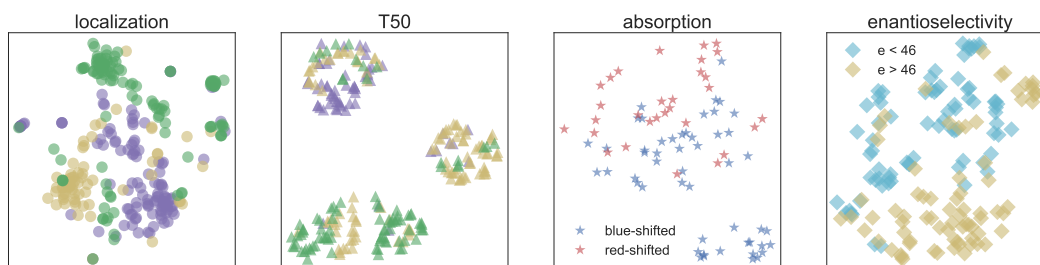 localization
T50
absorption
enantioselectivity
e < 46
e > 46
blue-shifted
red-shifted